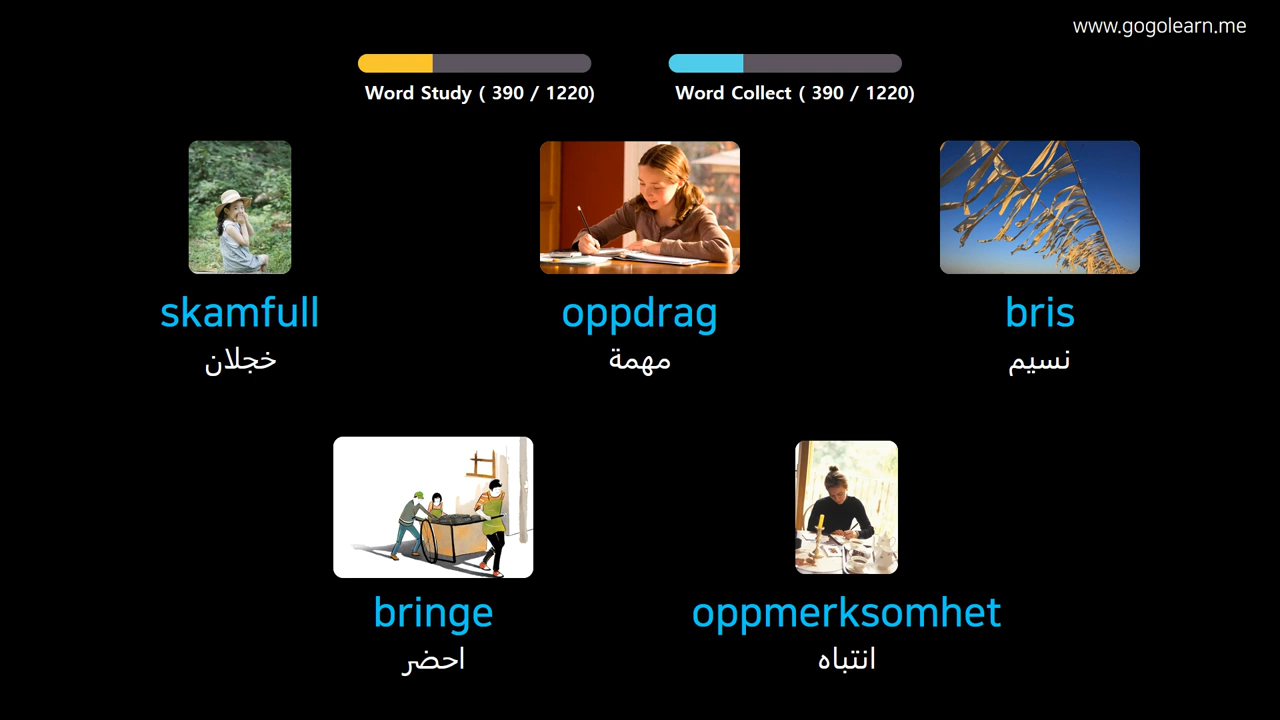 www.gogolearn.me
Word Study ( 390 / 1220)
Word Collect ( 390 / 1220)
skamfull
خجلان
oppdrag
مهمة
bris
نسيم
bringe
احضر
oppmerksomhet
انتباه